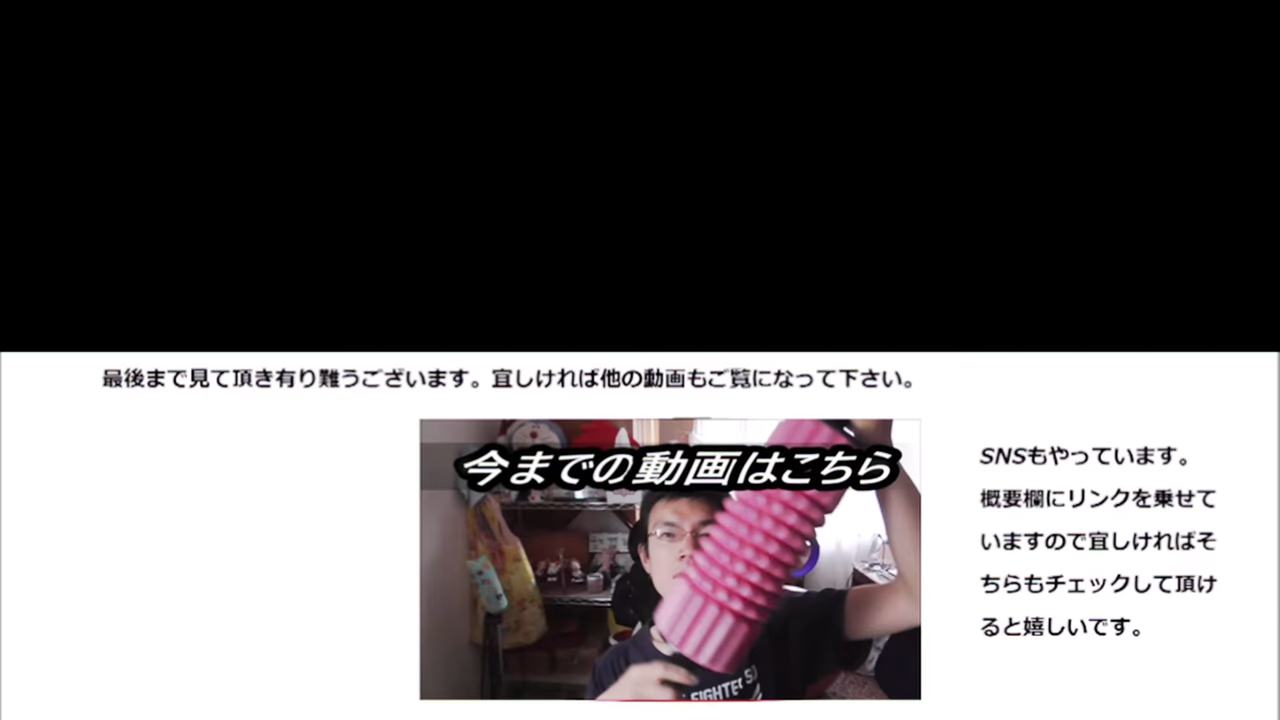 最後まで見て頂き有り難うございます。宜しければ他の動画もご覧になって下さい。
今までの動画はこちら
SNSもやっています。
概要欄にリンクを乗せて
いますので宜しければそ
ちらもチェックして頂け
ると嬉しいです。
FIGHTE